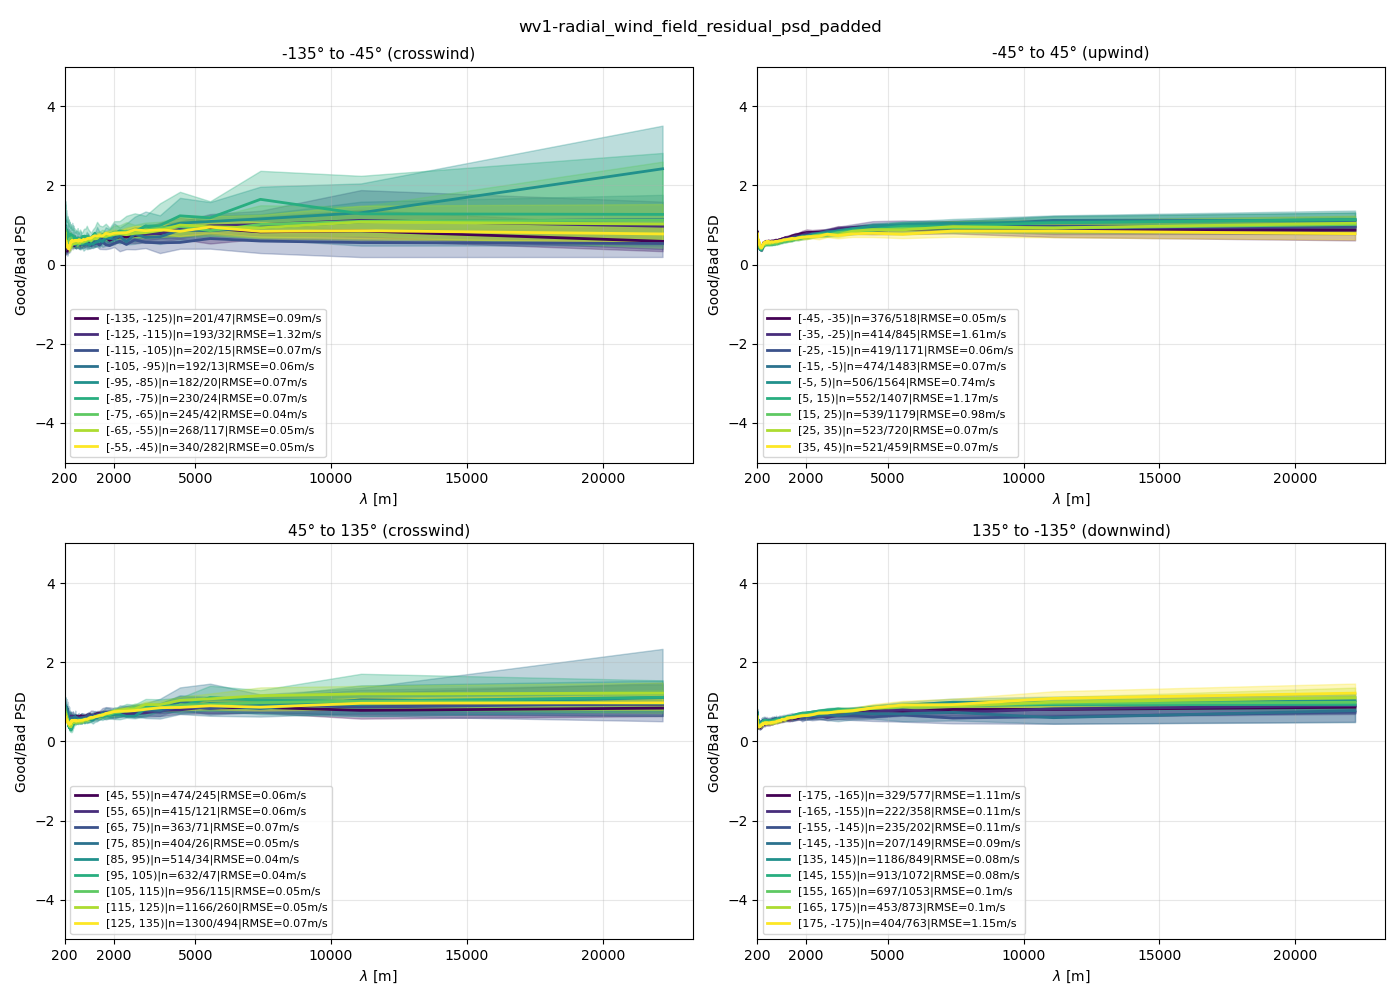 wv1-radial_wind_field_residual_psd_padded
-135° to -45° (crosswind)
Good/Bad PSD
4
2
0
−2
−4
[-135, -125)|n=201/47|RMSE=0.09m/s
[-125, -115)|n=193/32|RMSE=1.32m/s
[-115, -105)|n=202/15|RMSE=0.07m/s
[-105, -95)|n=192/13|RMSE=0.06m/s
[-95, -85)|n=182/20|RMSE=0.07m/s
[-85, -75)|n=230/24|RMSE=0.07m/s
[-75, -65)|n=245/42|RMSE=0.04m/s
[-65, -55)|n=268/117|RMSE=0.05m/s
[-55, -45)|n=340/282|RMSE=0.05m/s
200 2000 5000 10000 15000 20000
λ [m]
-45° to 45° (upwind)
Good/Bad PSD
4
2
0
−2
−4
[-45, -35)|n=376/518|RMSE=0.05m/s
[-35, -25)|n=414/845|RMSE=1.61m/s
[-25, -15)|n=419/1171|RMSE=0.06m/s
[-15, -5)|n=474/1483|RMSE=0.07m/s
[-5, 5)|n=506/1564|RMSE=0.74m/s
[5, 15)|n=552/1407|RMSE=1.17m/s
[15, 25)|n=539/1179|RMSE=0.98m/s
[25, 35)|n=523/720|RMSE=0.07m/s
[35, 45)|n=521/459|RMSE=0.07m/s
200 2000 5000 10000 15000 20000
λ [m]
45° to 135° (crosswind)
Good/Bad PSD
4
2
0
−2
−4
[45, 55)|n=474/245|RMSE=0.06m/s
[55, 65)|n=415/121|RMSE=0.06m/s
[65, 75)|n=363/71|RMSE=0.07m/s
[75, 85)|n=404/26|RMSE=0.05m/s
[85, 95)|n=514/34|RMSE=0.04m/s
[95, 105)|n=632/47|RMSE=0.04m/s
[105, 115)|n=956/115|RMSE=0.05m/s
[115, 125)|n=1166/260|RMSE=0.05m/s
[125, 135)|n=1300/494|RMSE=0.07m/s
200 2000 5000 10000 15000 20000
λ [m]
135° to -135° (downwind)
Good/Bad PSD
4
2
0
−2
−4
[-175, -165)|n=329/577|RMSE=1.11m/s
[-165, -155)|n=222/358|RMSE=0.11m/s
[-155, -145)|n=235/202|RMSE=0.11m/s
[-145, -135)|n=207/149|RMSE=0.09m/s
[135, 145)|n=1186/849|RMSE=0.08m/s
[145, 155)|n=913/1072|RMSE=0.08m/s
[155, 165)|n=697/1053|RMSE=0.1m/s
[165, 175)|n=453/873|RMSE=0.1m/s
[175, -175)|n=404/763|RMSE=1.15m/s
200 2000 5000 10000 15000 20000
λ [m]